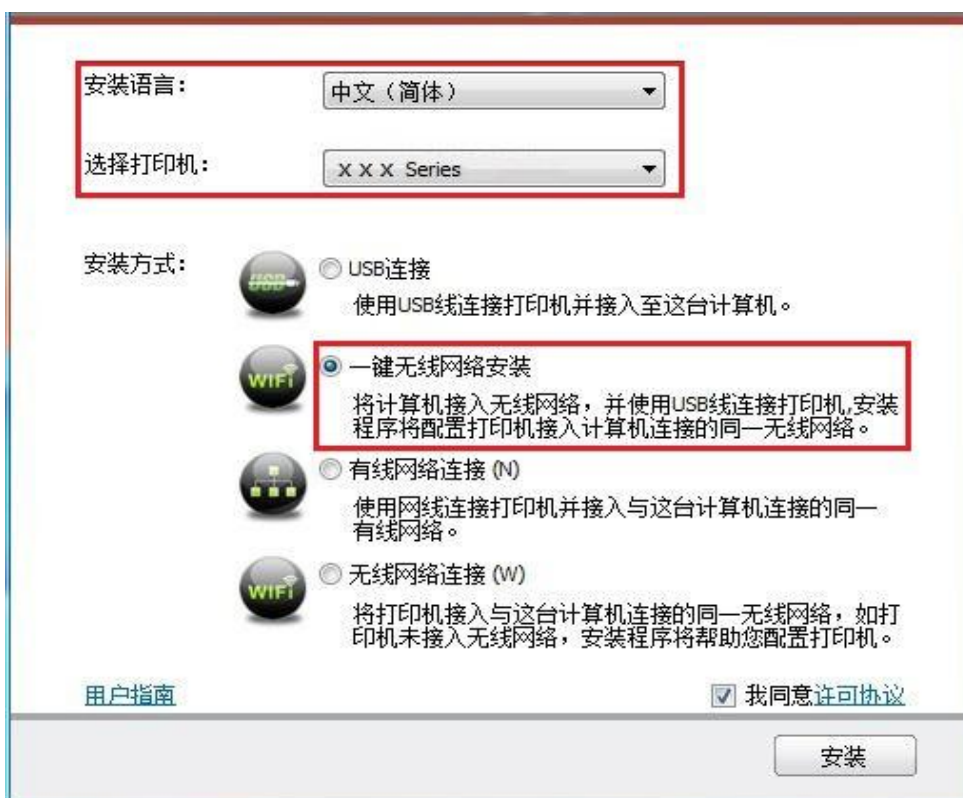 安装语言：
中文（简体）
选择打印机：
X X X Series
安装方式：
USB
USB连接
使用USB线连接打印机并接入至这台计算机。
WiFi
一键无线网络安装
将计算机接入无线网络，并使用USB线连接打印机,安装
程序将配置打印机接入计算机连接的同一无线网络。
有线网络连接 (N)
使用网线连接打印机并接入与这台计算机连接的同一
有线网络。
WiFi
无线网络连接 (W)
将打印机接入与这台计算机连接的同一无线网络，如打
印机未接入无线网络，安装程序将帮助您配置打印机。
用户指南
我同意许可协议
安装